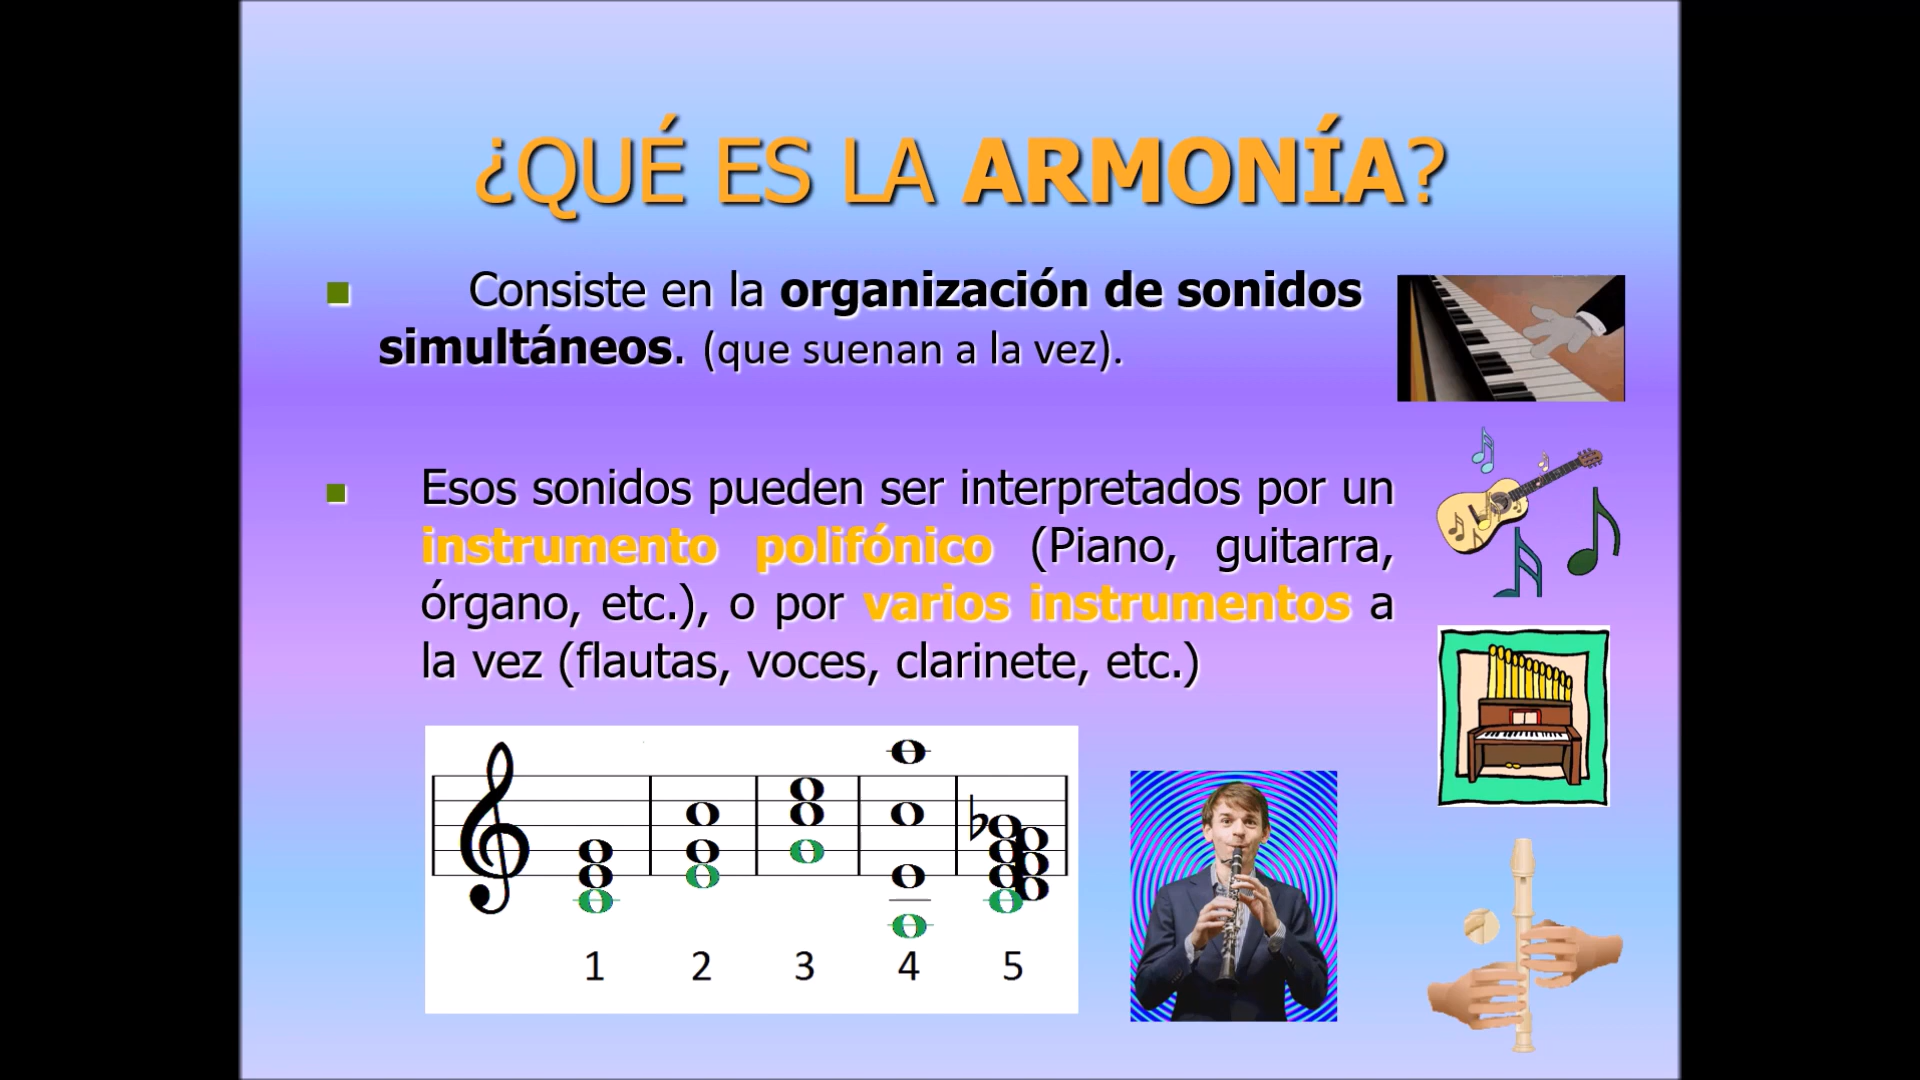 ¿QUÉ ES LA ARMONÍA?
Consiste en la organización de sonidos
simultáneos. (que suenan a la vez).
Esos sonidos pueden ser interpretados por un
instrumento polifónico (Piano, guitarra,
órgano, etc.), o por varios instrumentos a
la vez (flautas, voces, clarinete, etc.)
1 2 3 4 5